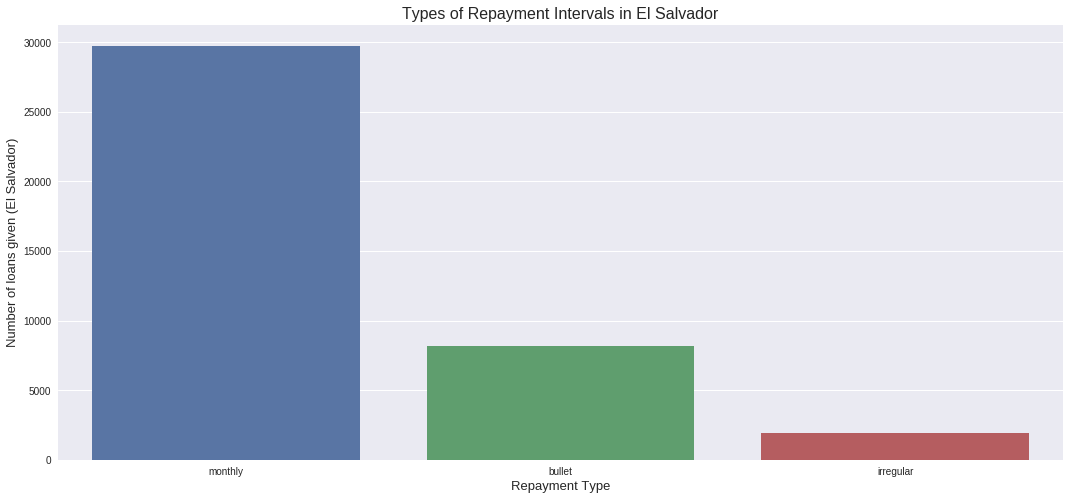 Types of Repayment Intervals in El Salvador
Number of loans given (El Salvador)
30000
25000
20000
15000
10000
5000
0
monthly bullet irregular
Repayment Type